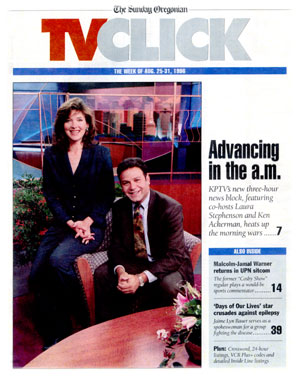 The Sunday Oregonian
TVCLICK
THE WEEK OF AUG. 25-31, 1996
Advancing
in the a.m.
KPTV's new three-hour
news block, featuring
co-hosts Laura
Stephenson and Ken
Ackerman, heats up
the morning wars .....7
ALSO INSIDE
Malcolm-Jamal Warner
returns in UPN sitcom
The former "Cosby Show"
regular plays a would-be
sports commentator........14
'Days of Our Lives' star
crusades against epilepsy
Jaime Lyn Bauer serves as a
spokeswoman for a group
fighting the disease..........39
Plus: Crossword, 24-hour
listings, VCR Plus+ codes and
detailed Inside Line listings